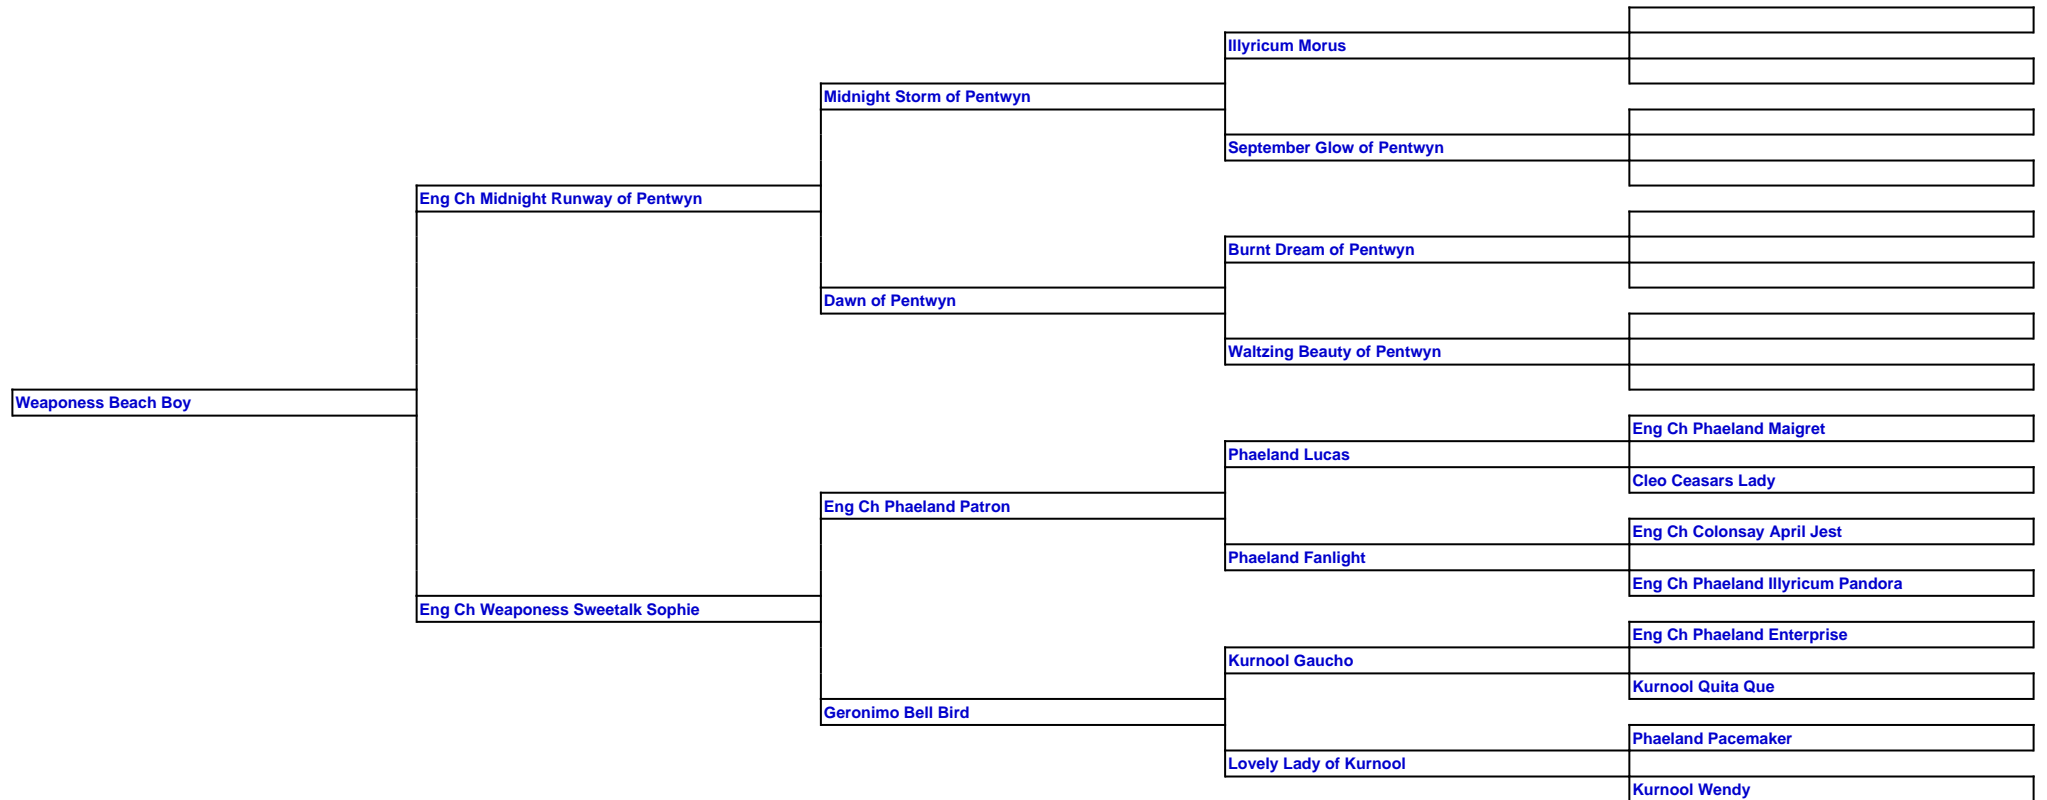 Illyricum Morus
Midnight Storm of Pentwyn
September Glow of Pentwyn
Eng Ch Midnight Runway of Pentwyn
Burnt Dream of Pentwyn
Dawn of Pentwyn
Waltzing Beauty of Pentwyn
Weaponess Beach Boy
Eng Ch Phaeland Maigret
Phaeland Lucas
Cleo Ceasars Lady
Eng Ch Phaeland Patron
Eng Ch Colonsay April Jest
Phaeland Fanlight
Eng Ch Phaeland Illyricum Pandora
Eng Ch Weaponess Sweetalk Sophie
Eng Ch Phaeland Enterprise
Kurnool Gaucho
Kurnool Quita Que
Geronimo Bell Bird
Phaeland Pacemaker
Lovely Lady of Kurnool
Kurnool Wendy